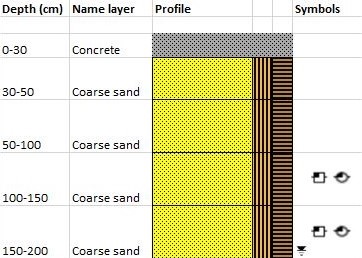 Depth (cm) Name layer Profile Symbols
0-30 Concrete
30-50 Coarse sand
50-100 Coarse sand
100-150 Coarse sand
150-200 Coarse sand